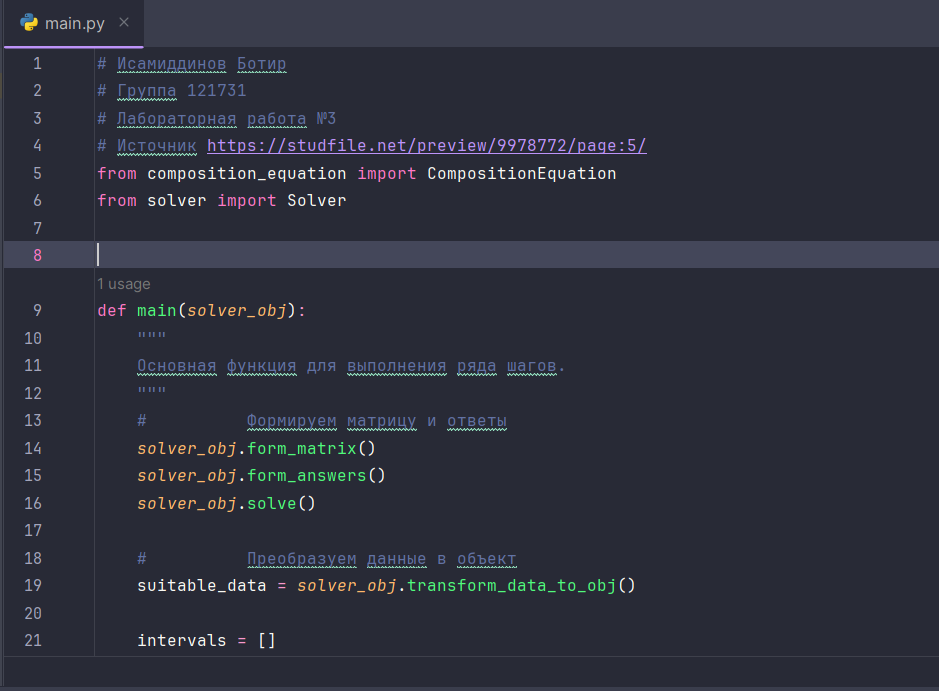 main.py
1 # Исамиддинов Ботир
2 # Группа 121731
3 # Лабораторная работа №3
4 # Источник https://studfile.net/preview/9978772/page:5/
5 from composition_equation import CompositionEquation
6 from solver import Solver
7
8
1 usage
9 def main(solver_obj):
10 """
11 Основная функция для выполнения ряда шагов.
12 """
13 # Формируем матрицу и ответы
14 solver_obj.form_matrix()
15 solver_obj.form_answers()
16 solver_obj.solve()
17
18 # Преобразуем данные в объект
19 suitable_data = solver_obj.transform_data_to_obj()
20
21 intervals = []